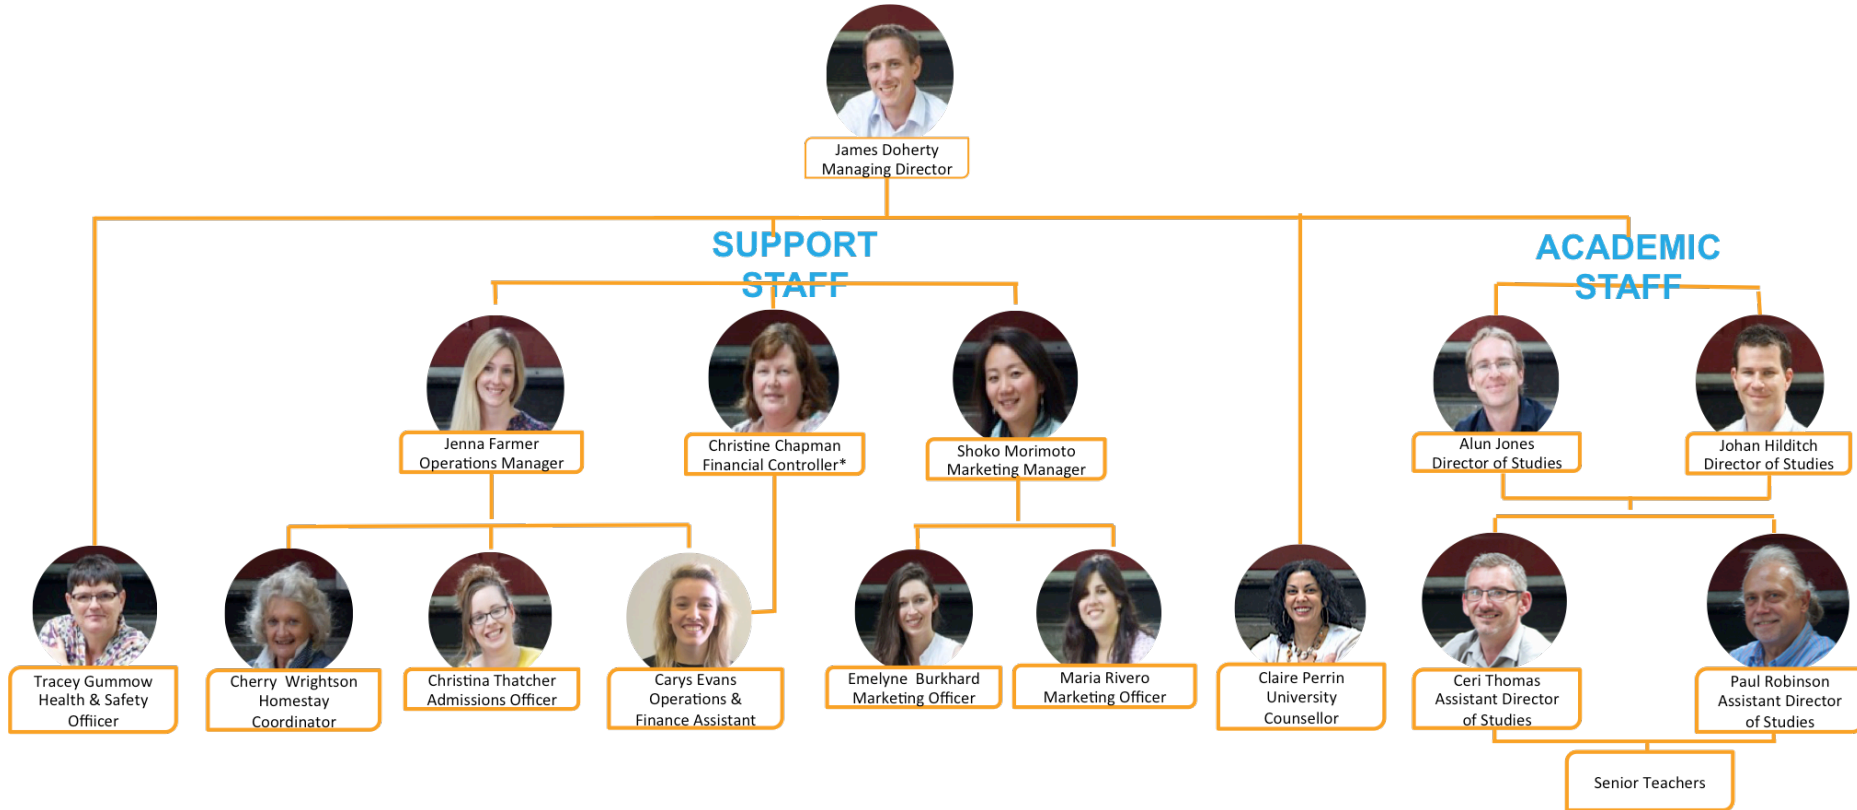 James Doherty
Managing Director
SUPPORT
STAFF
ACADEMIC
STAFF
Jenna Farmer
Operations Manager
Christine Chapman
Financial Controller*
Shoko Morimoto
Marketing Manager
Alun Jones
Director of Studies
Johan Hilditch
Director of Studies
Tracey Gummow
Health & Safety
Offiicer
Cherry Wrightson
Homestay
Coordinator
Christina Thatcher
Admissions Officer
Carys Evans
Operations &
Finance Assistant
Emelyne Burkhard
Marketing Officer
Maria Rivero
Marketing Officer
Claire Perrin
University
Counsellor
Ceri Thomas
Assistant Director
of Studies
Paul Robinson
Assistant Director
of Studies
Senior Teachers